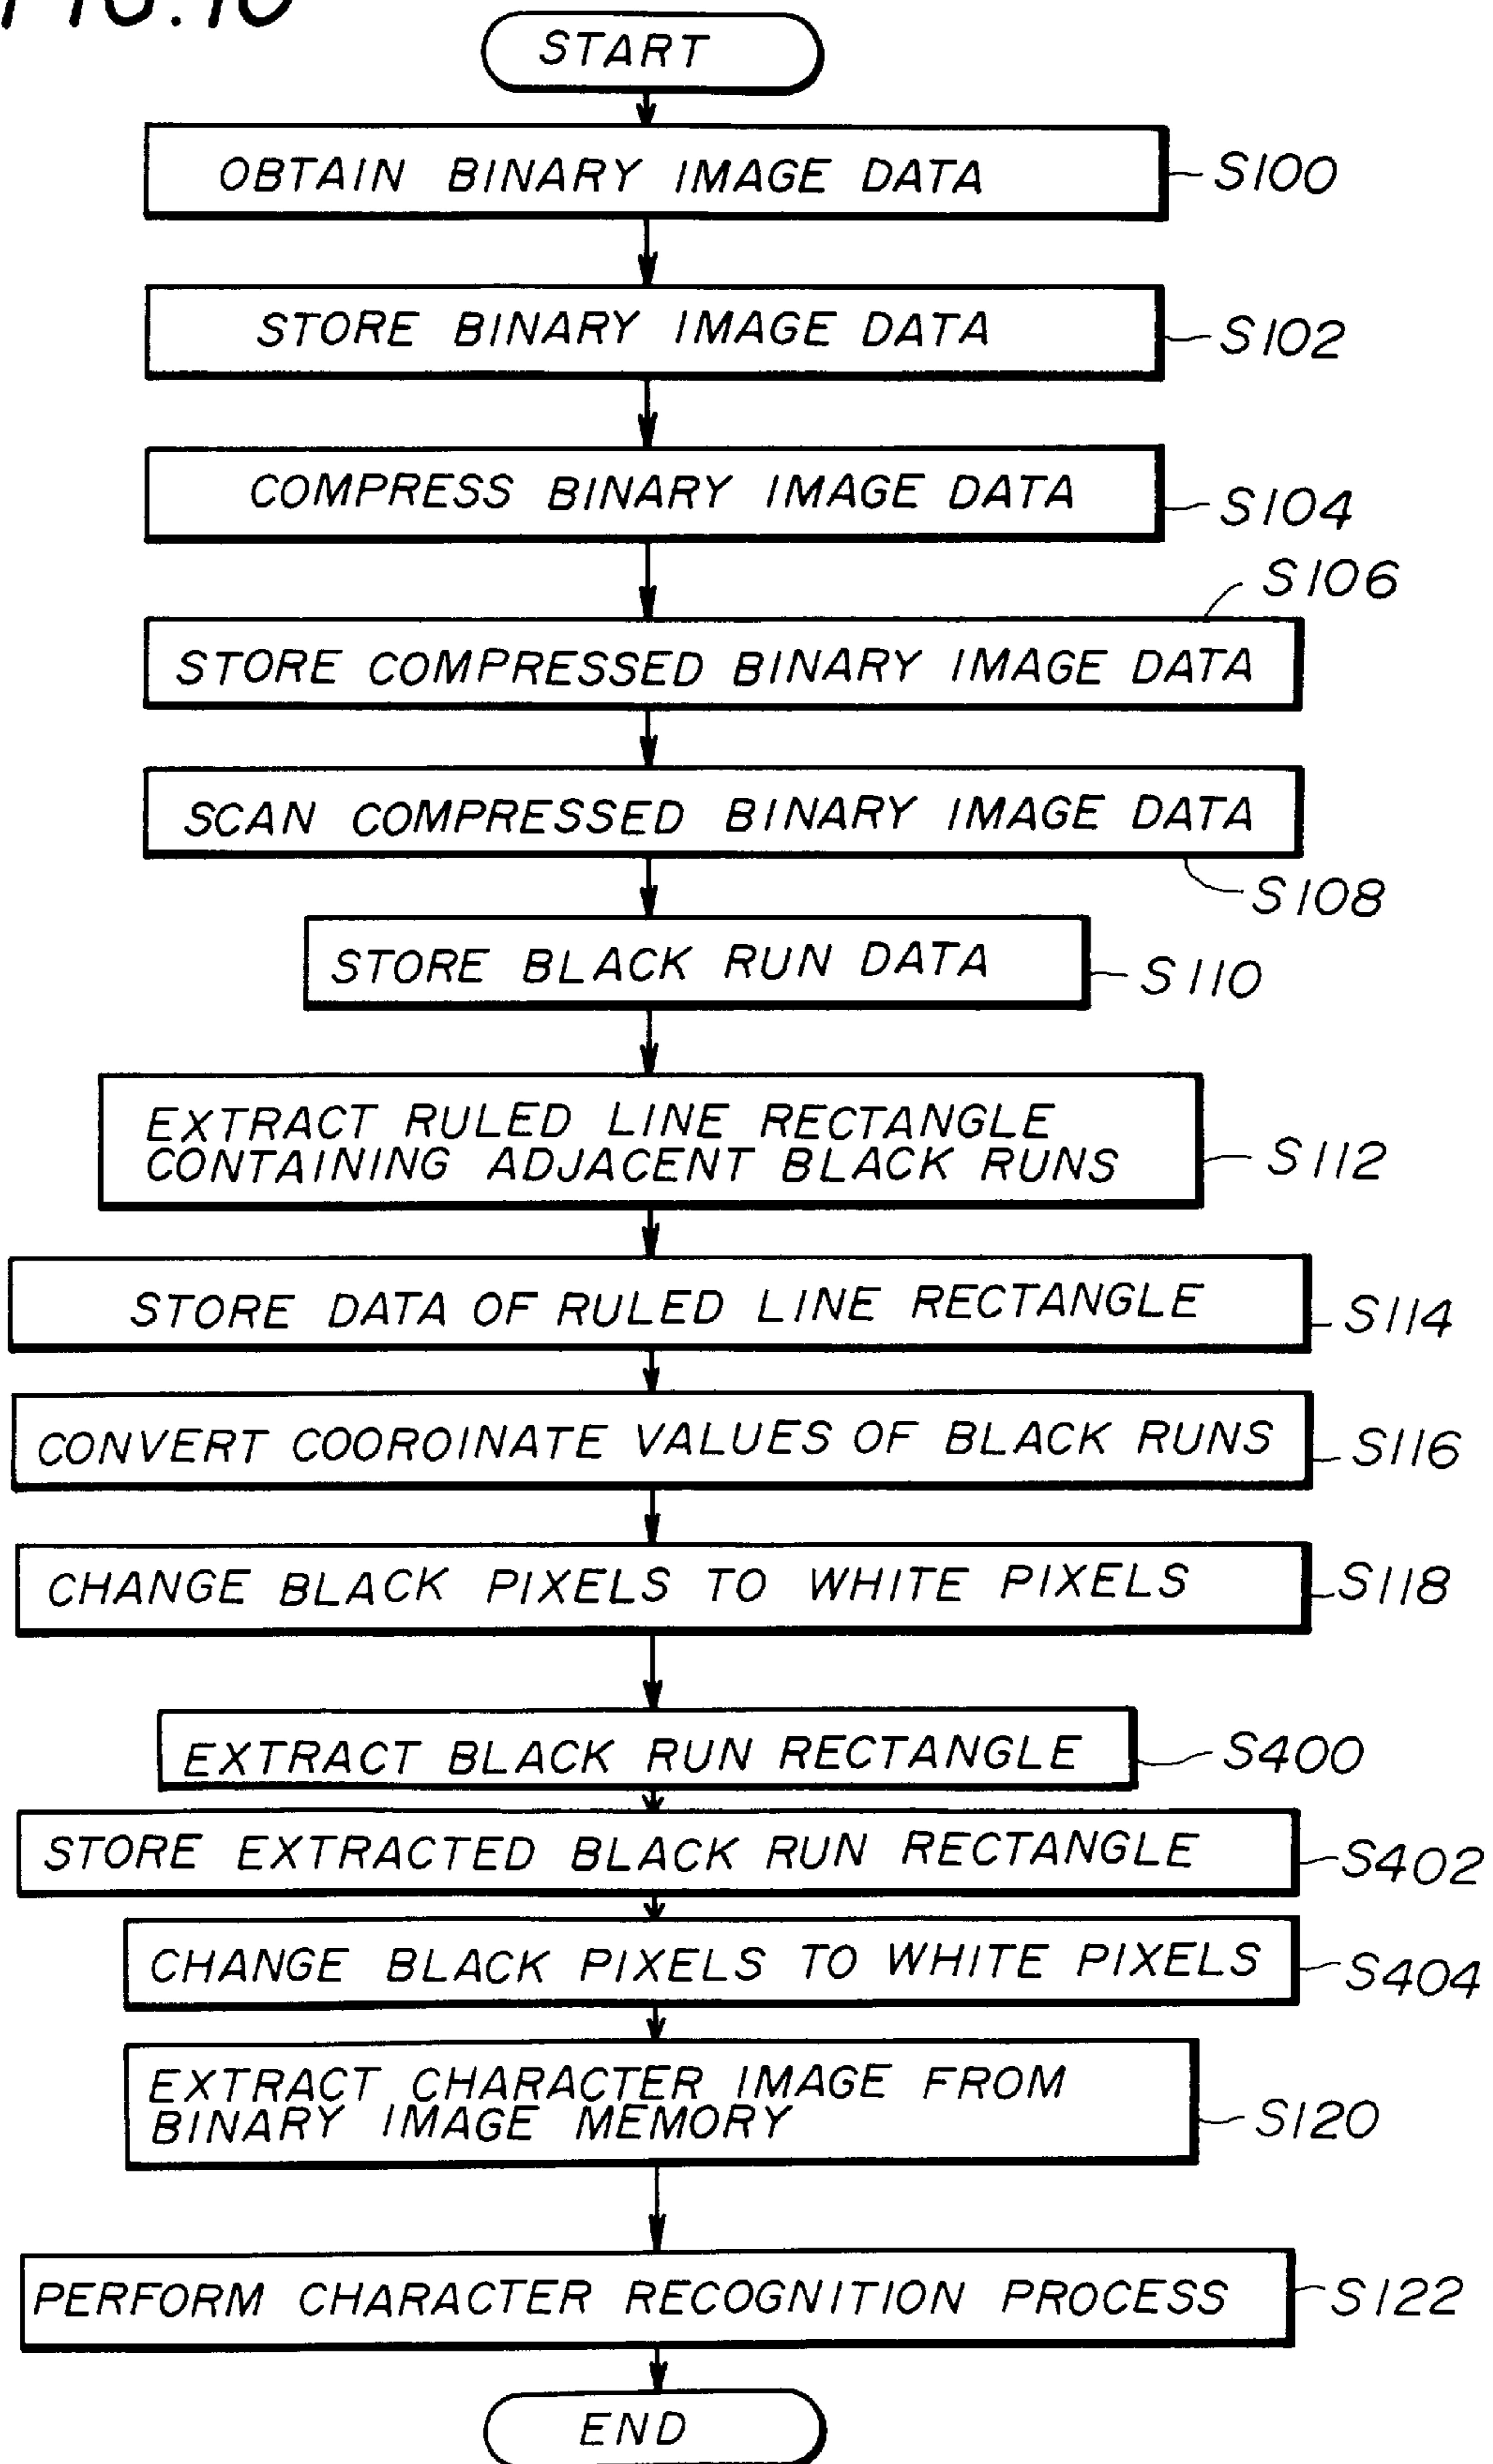 START
OBTAIN BINARY IMAGE DATA
S100
STORE BINARY IMAGE DATA
S102
COMPRESS BINARY IMAGE DATA
S104
S106
STORE COMPRESSED BINARY IMAGE DATA
SCAN COMPRESSED BINARY IMAGE DATA
S108
STORE BLACK RUN DATA
S110
EXTRACT RULED LINE RECTANGLE
CONTAINING ADJACENT BLACK RUNS
S112
STORE DATA OF RULED LINE RECTANGLE
S114
CONVERT COOROINATE VALUES OF BLACK RUNS
S116
CHANGE BLACK PIXELS TO WHITE PIXELS
S118
EXTRACT BLACK RUN RECTANGLE
S400
STORE EXTRACTED BLACK RUN RECTANGLE
S402
CHANGE BLACK PIXELS TO WHITE PIXELS
S404
EXTRACT CHARACTER IMAGE FROM
BINARY IMAGE MEMORY
S120
PERFORM CHARACTER RECOGNITION PROCESS
S122
END